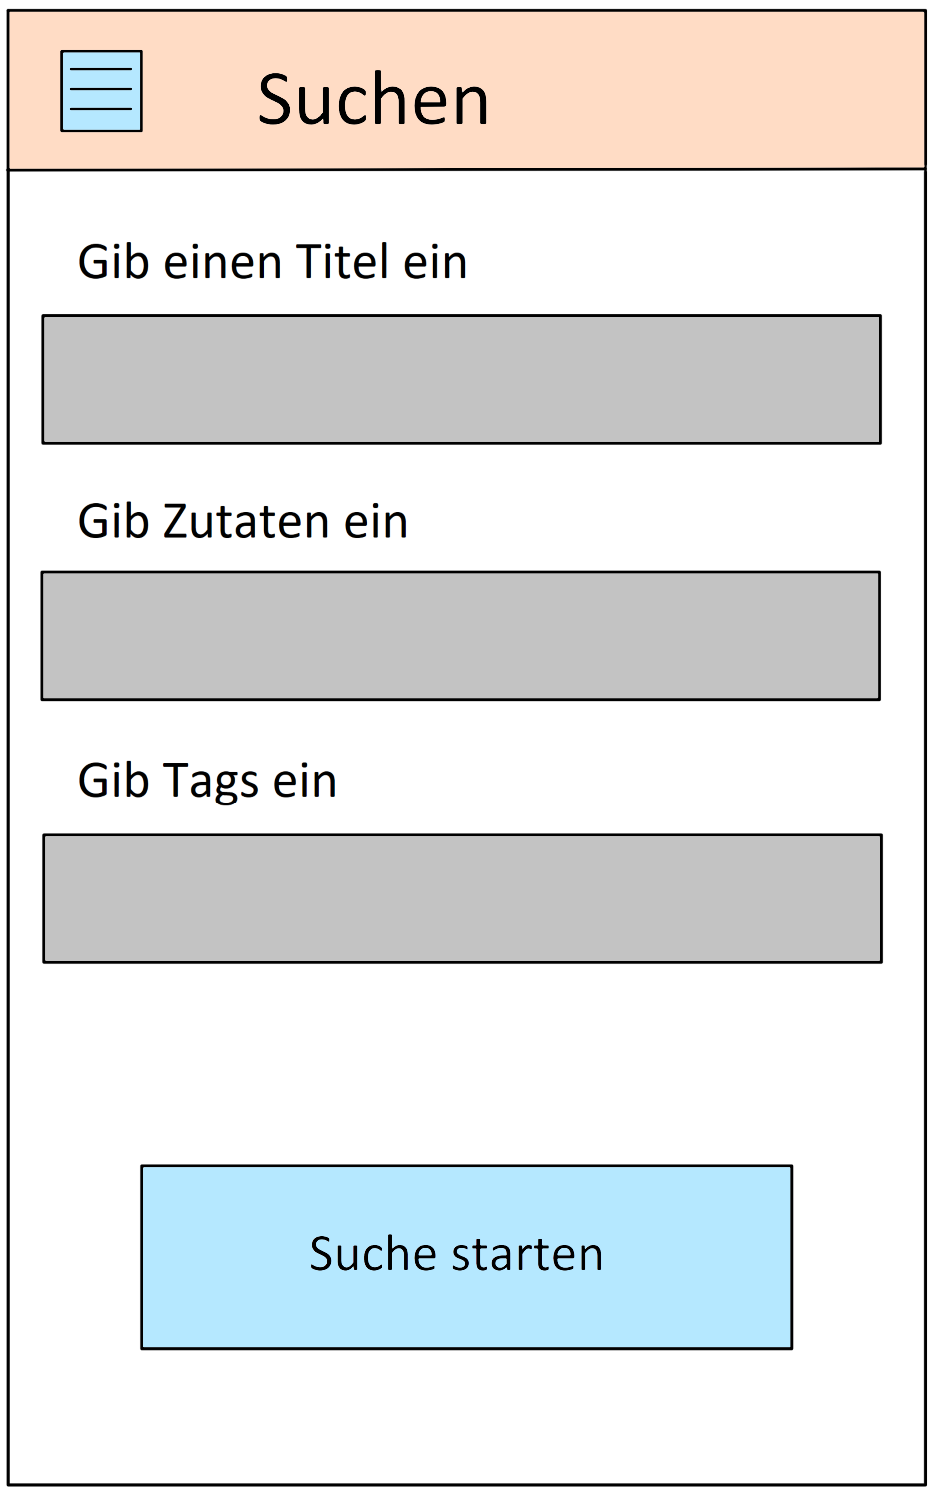 Suchen
Gib einen Titel ein
Gib Zutaten ein
Gib Tags ein
Suche starten